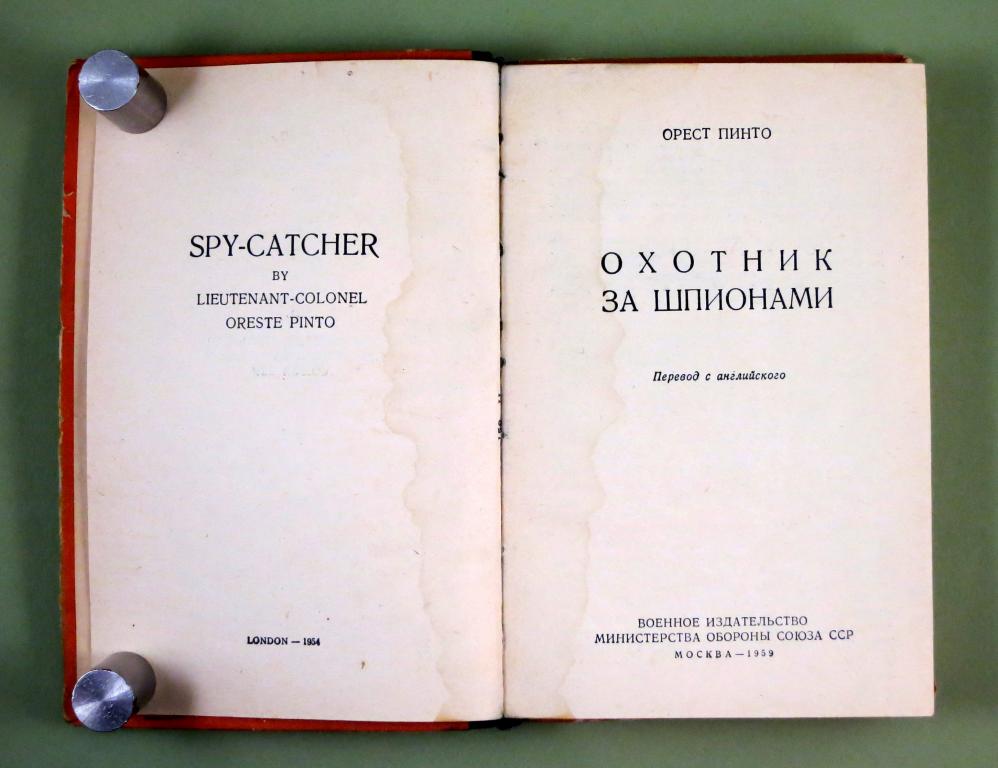 SPY-CATCHER
BY
LIEUTENANT-COLONEL
ORESTE PINTO
LONDON — 1954
ОРЕСТ ПИНТО
ОХОТНИК
ЗА ШПИОНАМИ
Перевод с английского
ВОЕННОЕ ИЗДАТЕЛЬСТВО
МИНИСТЕРСТВА ОБОРОНЫ СОЮЗА ССР
МОСКВА — 1959